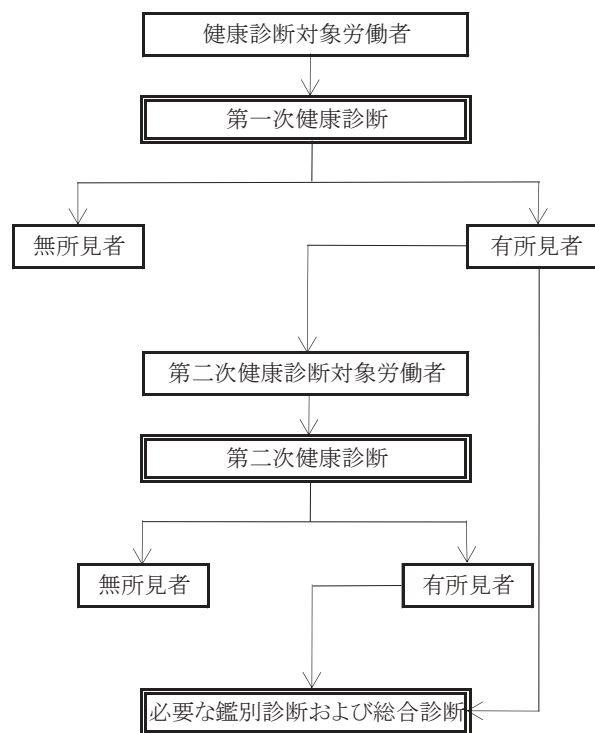 健康診断対象労働者
第一次健康診断
無所見者
有所見者
第二次健康診断対象労働者
第二次健康診断
無所見者
有所見者
必要な鑑別診断および総合診断